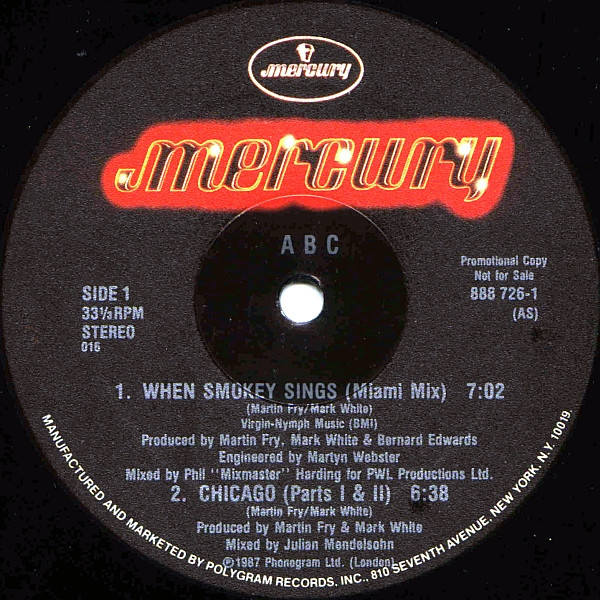 mercury
mercury
A B C
Promotional Copy
Not for Sale
888 726-1
(AS)
SIDE 1
33⅓ RPM
STEREO
016
1. WHEN SMOKEY SINGS (Miami Mix) 7:02
(Martin Fry/Mark White)
Virgin-Nymph Music (BMI)
Produced by Martin Fry, Mark White & Bernard Edwards
Engineered by Martyn Webster
Mixed by Phil "Mixmaster" Harding for PWL Productions Ltd.
2. CHICAGO (Parts I & II) 6:38
(Martin Fry/Mark White)
Produced by Martin Fry & Mark White
Mixed by Julian Mendelsohn
℗1987 Phonogram Ltd. (London)
MANUFACTURED AND MARKETED BY POLYGRAM RECORDS, INC., 810 SEVENTH AVENUE, NEW YORK, N.Y. 10019.